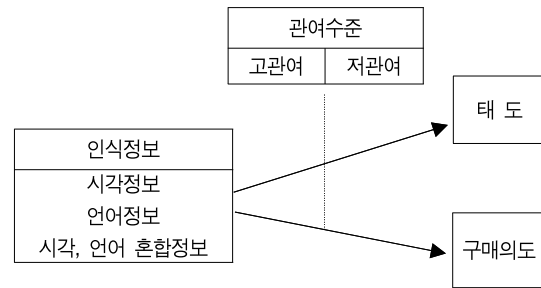 관여수준
고관여 저관여
태 도
인식정보
시각정보
언어정보
시각, 언어 혼합정보
구매의도